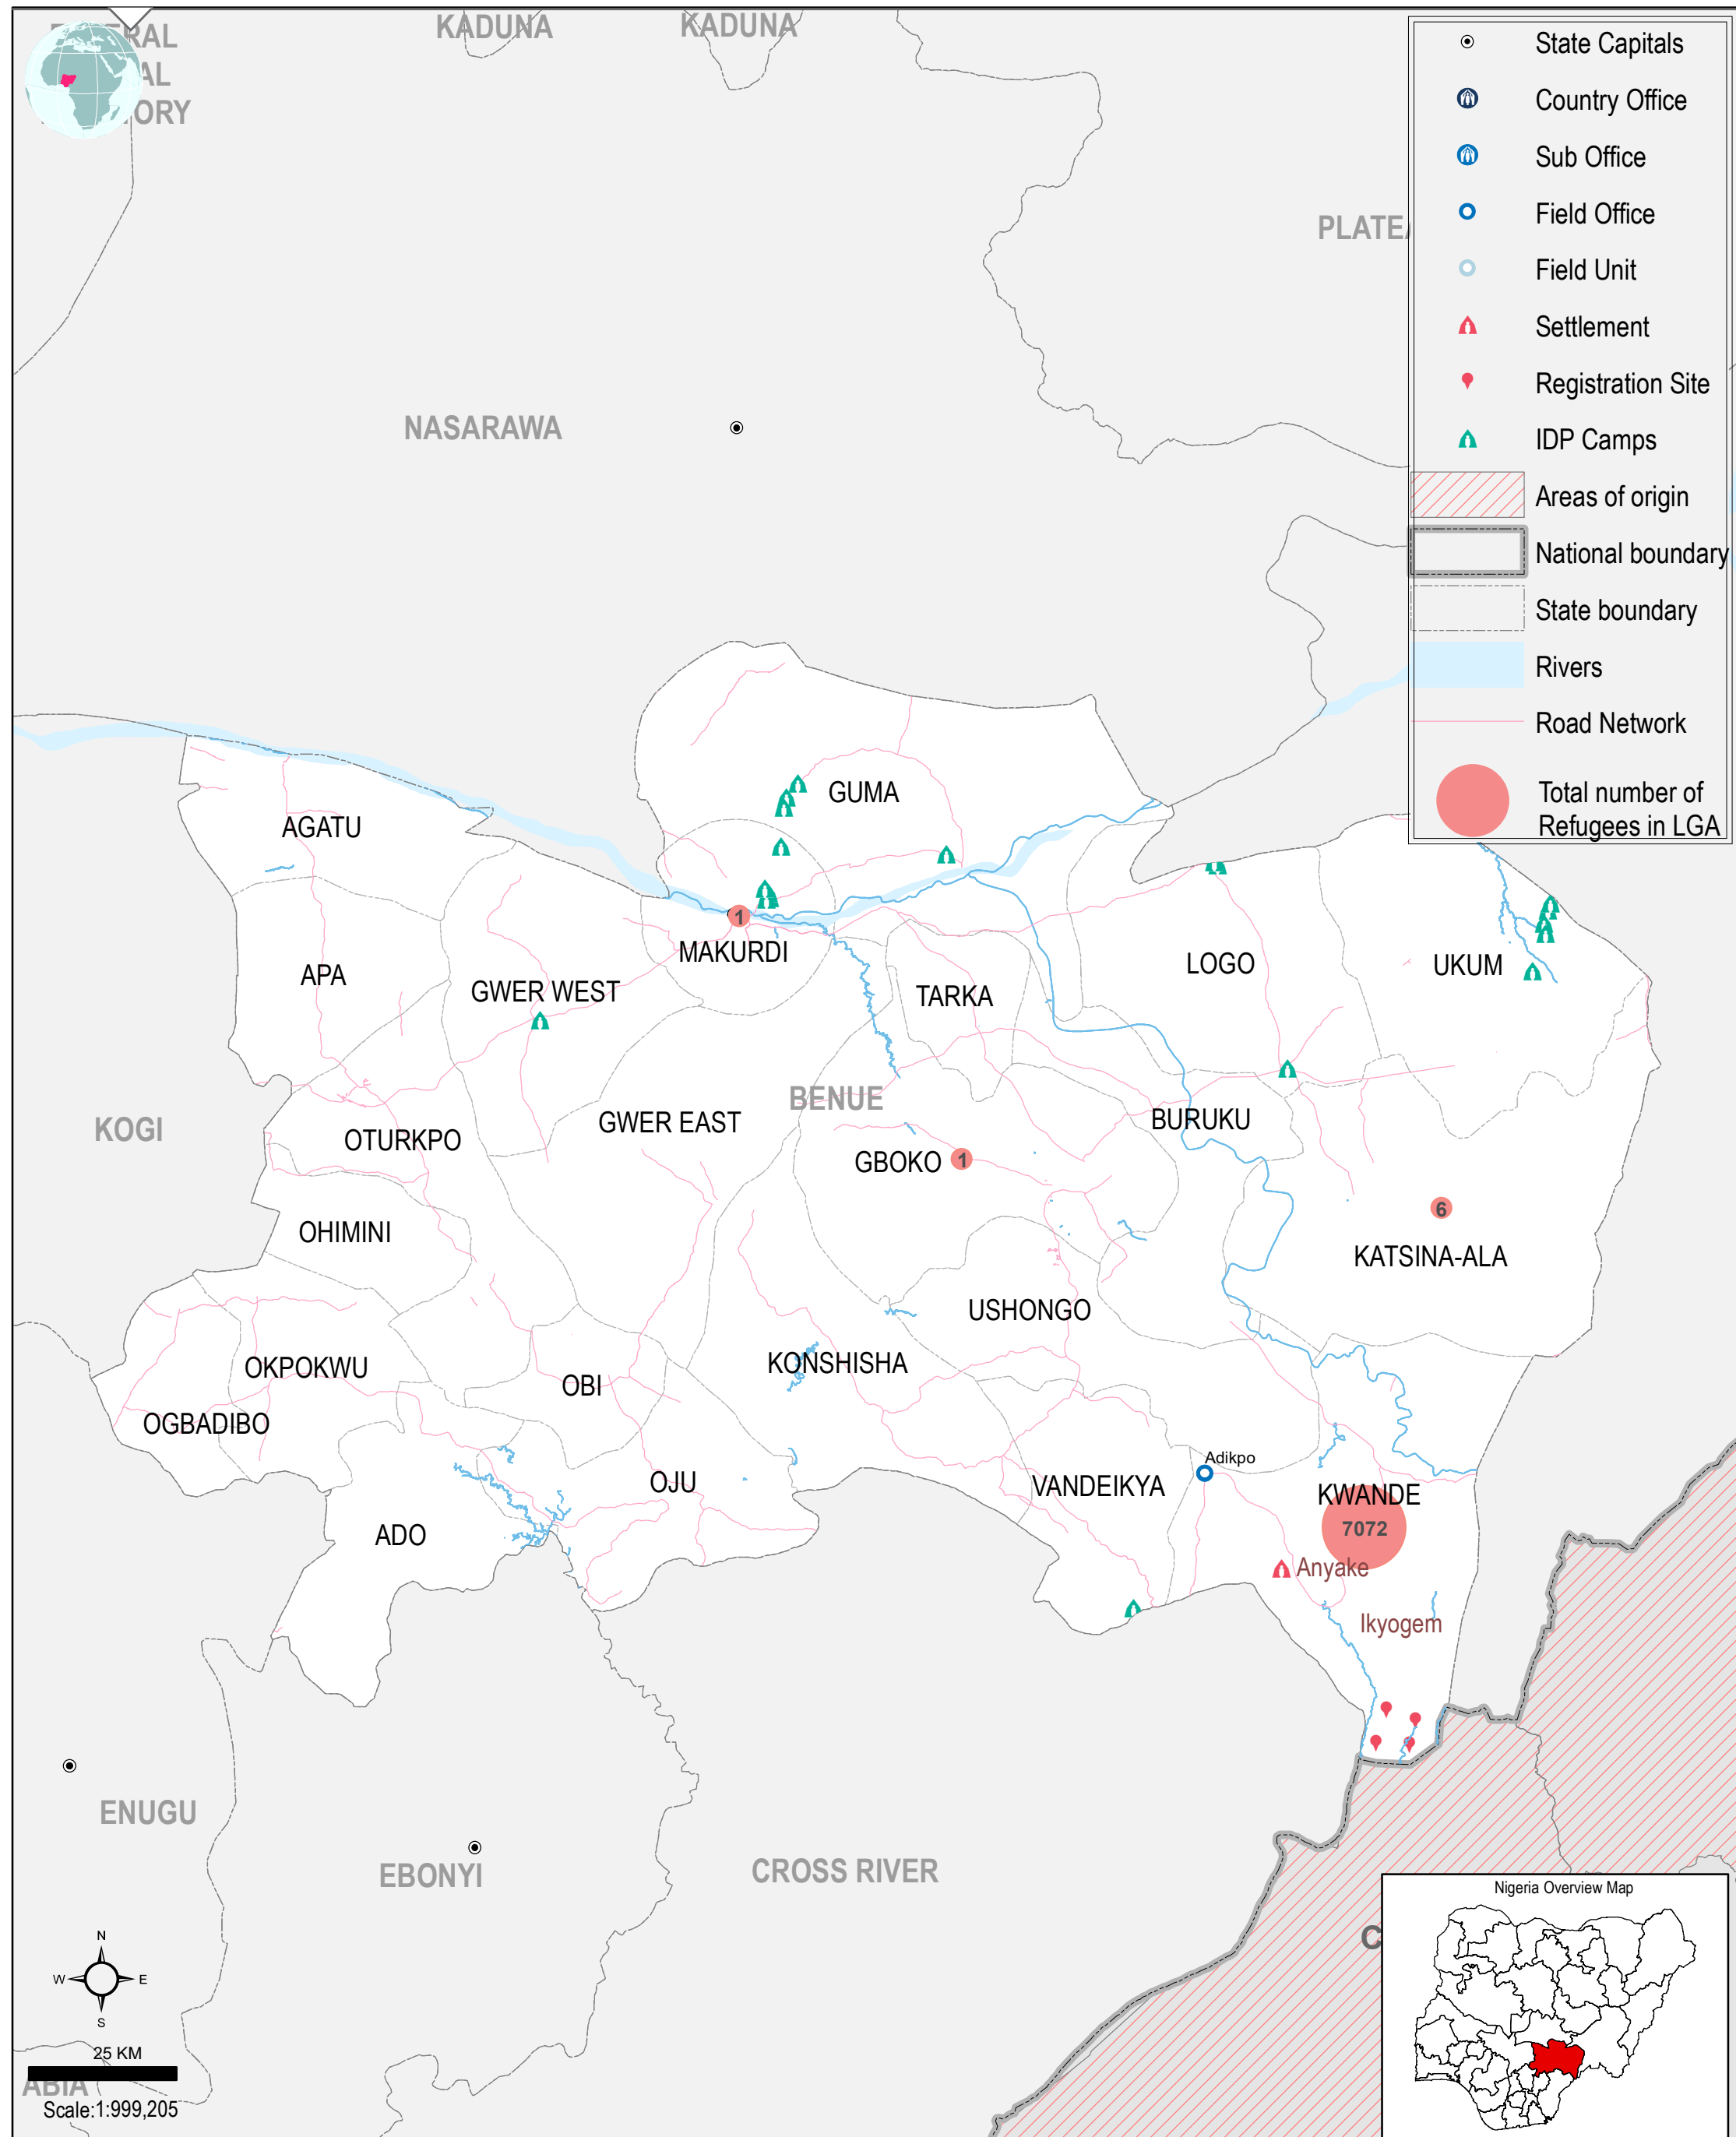 KADUNA
KADUNA
NASARAWA
State Capitals
Country Office
Sub Office
Field Office
Field Unit
Settlement
Registration Site
IDP Camps
Areas of origin
National boundary
State boundary
Rivers
Road Network
Total number of
Refugees in LGA
GUMA
AGATU
1
MAKURDI
APA
GWER WEST
TARKA
LOGO
UKUM
BENUE
KOGI
OTURKPO
GWER EAST
BURUKU
GBOKO
1
6
OHIMINI
KATSINA-ALA
USHONGO
OKPOKWU
KONSHISHA
OBI
OGBADIBO
Adikpo
OJU
VANDEIKYA
KWANDE
7072
ADO
Anyake
Ikyogem
ENUGU
EBONYI
CROSS RIVER
Nigeria Overview Map
N
W
E
S
25 KM
ABIA
Scale:1:999,205